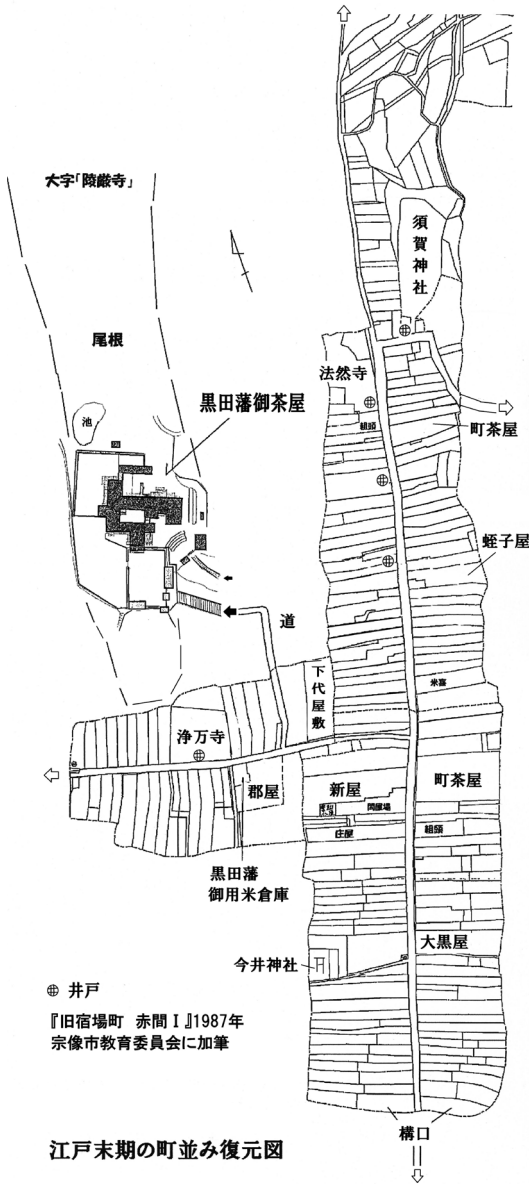 大字「陵厳寺」
須賀神社
尾根
法然寺
黒田藩御茶屋
池
組頭
町茶屋
蛭子屋
道
下代屋敷
米喜
浄万寺
町茶屋
郡屋
新屋
問屋場
庄屋
組頭
黒田藩
御用米倉庫
大黒屋
今井神社
井戸
『旧宿場町 赤間Ⅰ』1987年
宗像市教育委員会に加筆
構口
江戸末期の町並み復元図